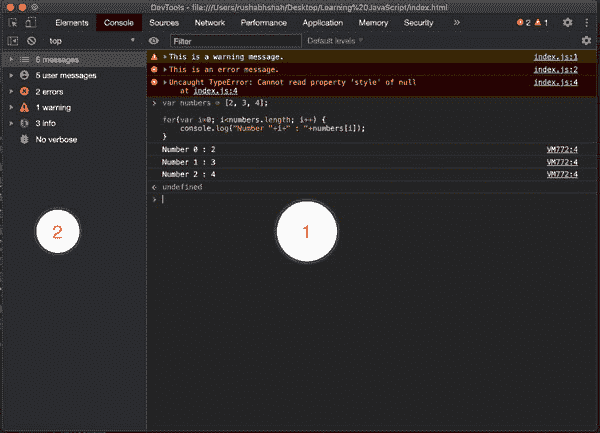 DevTools - file:///Users/rushabhshah/Desktop/Learning%20JavaScript/index.html
Elements Console Sources Network Performance Application Memory Security » 2 1
top Filter Default levels
6 messages
5 user messages
2 errors
1 warning
3 info
No verbose
This is a warning message. index.js:1
This is an error message. index.js:2
Uncaught TypeError: Cannot read property 'style' of null index.js:4
at index.js:4
var numbers = [2, 3, 4];
for(var i=0; i<numbers.length; i++) {
console.log("Number "+i+" : "+numbers[i]);
}
Number 0 : 2 VM772:4
Number 1 : 3 VM772:4
Number 2 : 4 VM772:4
undefined
2
1